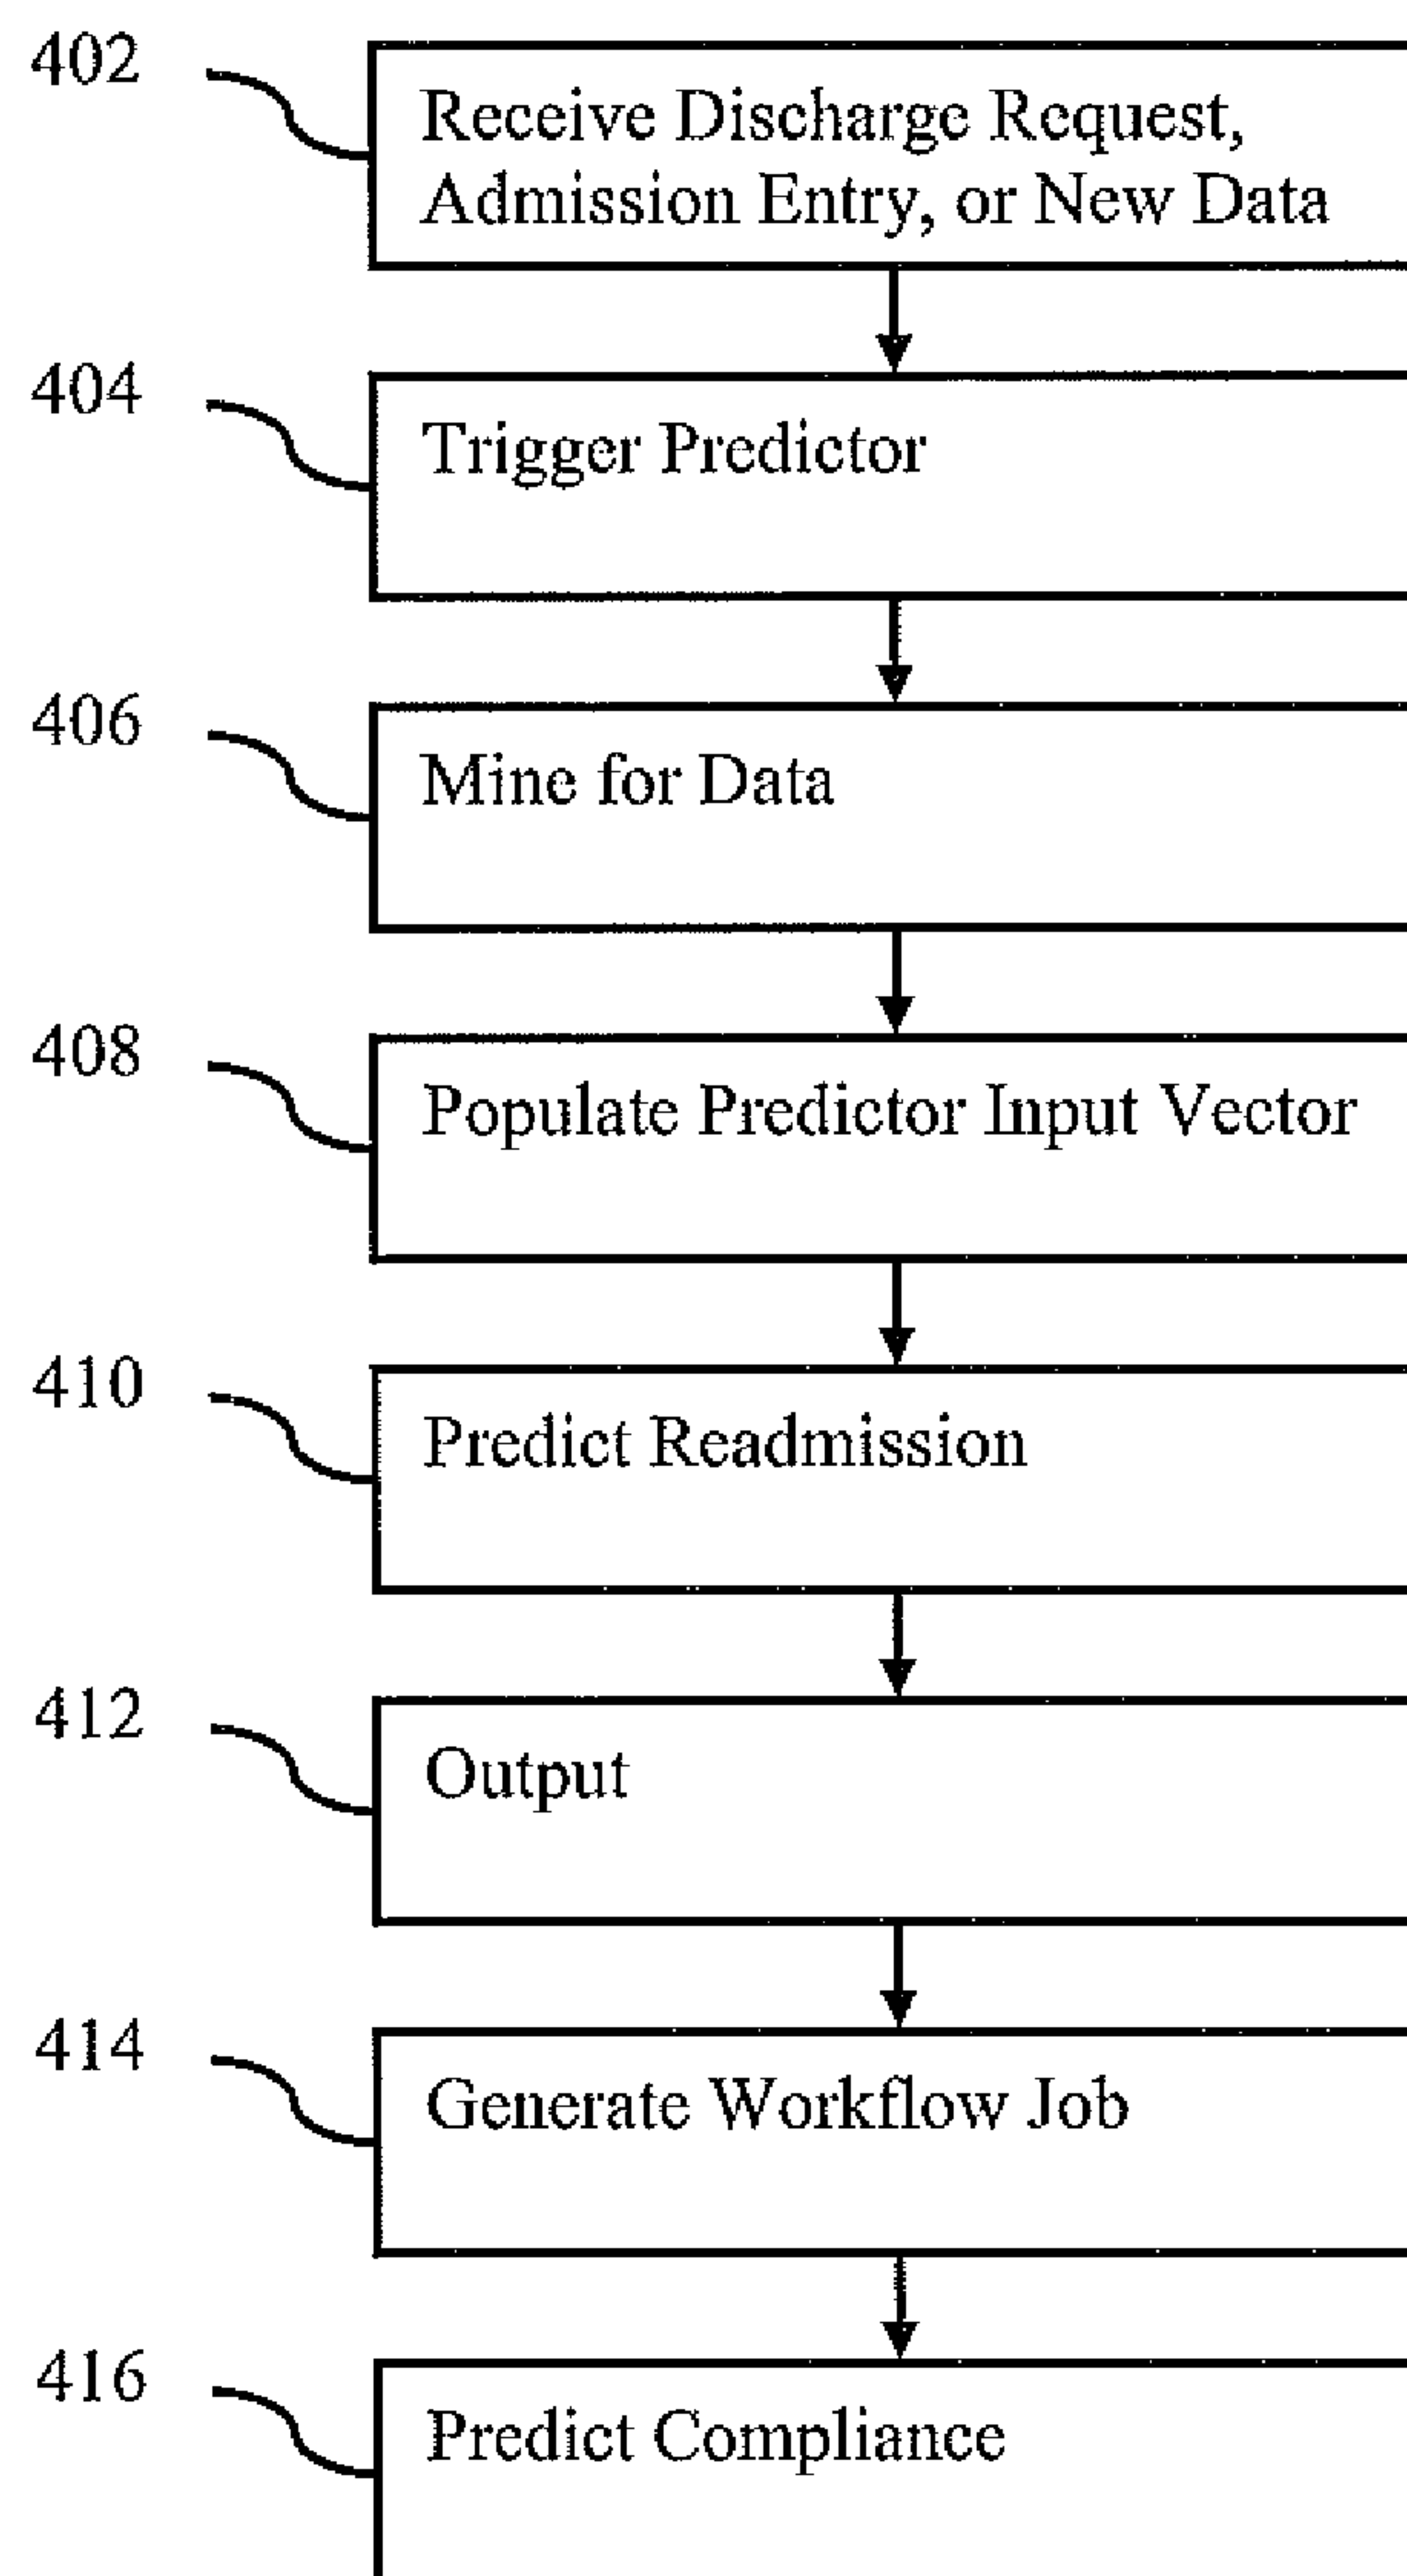 402
Receive Discharge Request,
Admission Entry, or New Data
404
Trigger Predictor
406
Mine for Data
408
Populate Predictor Input Vector
410
Predict Readmission
412
Output
414
Generate Workflow Job
416
Predict Compliance